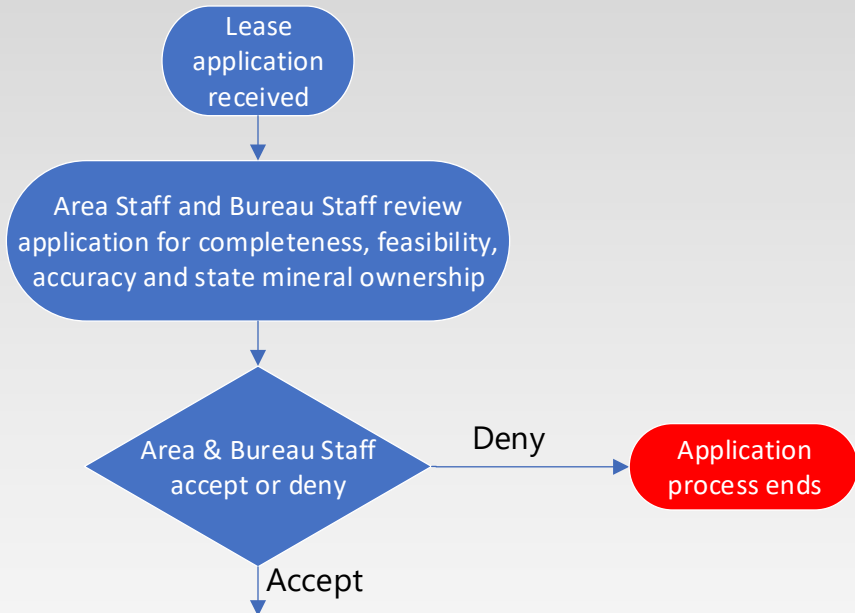 Lease
application
received
Area Staff and Bureau Staff review
application for completeness, feasibility,
accuracy and state mineral ownership
Area & Bureau Staff
accept or deny
Deny
Application
process ends
Accept